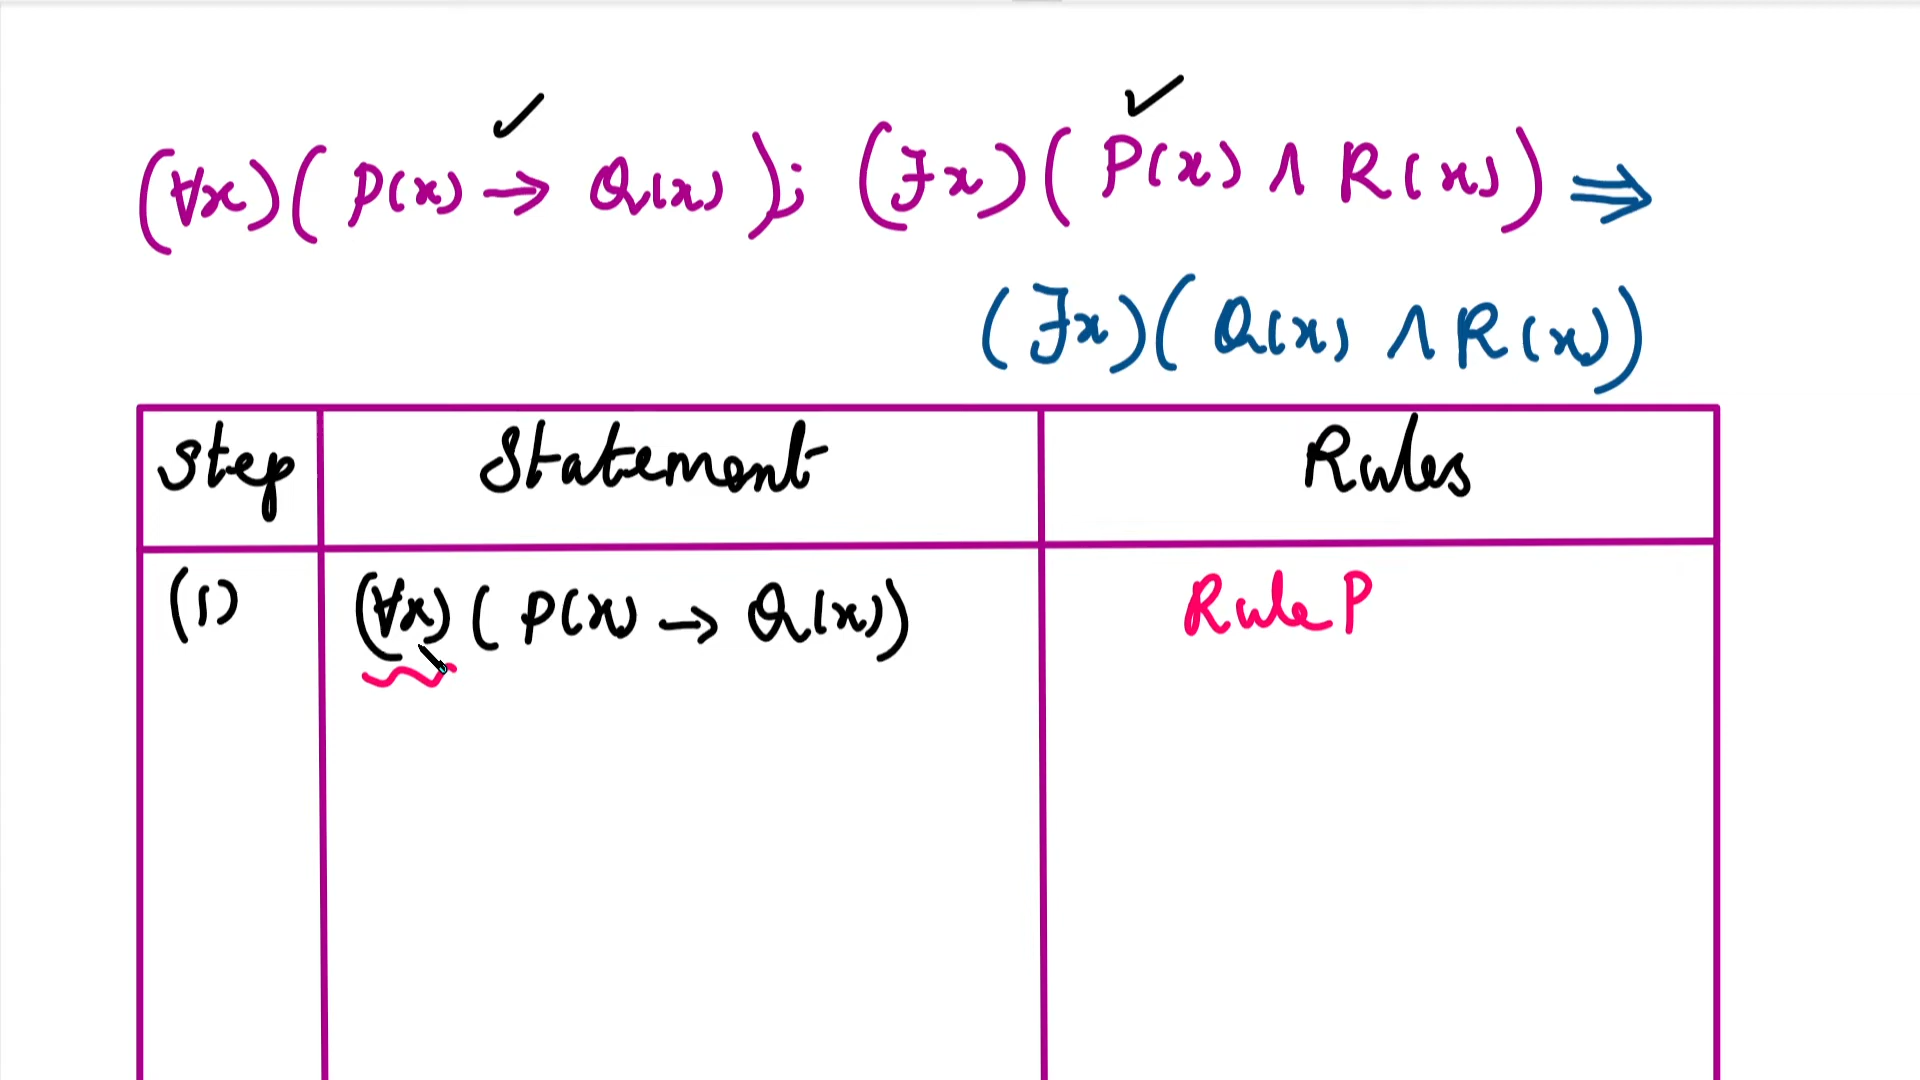 (∀x)(P(x) → Q(x)); (∃x)(P(x) ∧ R(x)) ⇒
(∃x)(Q(x) ∧ R(x))
Step Statement Rules
(1) (∀x)(P(x) → Q(x)) Rule P